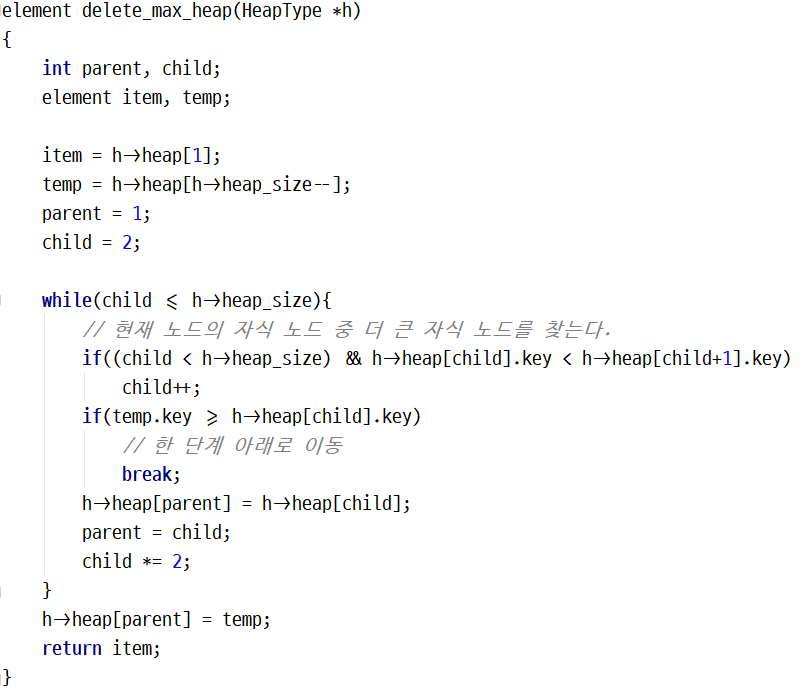 element delete_max_heap(HeapType *h)
{
    int parent, child;
    element item, temp;

    item = h->heap[1];
    temp = h->heap[h->heap_size--];
    parent = 1;
    child = 2;

    while(child <= h->heap_size){
        // 현재 노드의 자식 노드 중 더 큰 자식 노드를 찾는다.
        if((child < h->heap_size) && h->heap[child].key < h->heap[child+1].key)
            child++;
        if(temp.key >= h->heap[child].key)
            // 한 단계 아래로 이동
            break;
        h->heap[parent] = h->heap[child];
        parent = child;
        child *= 2;
    }
    h->heap[parent] = temp;
    return item;
}